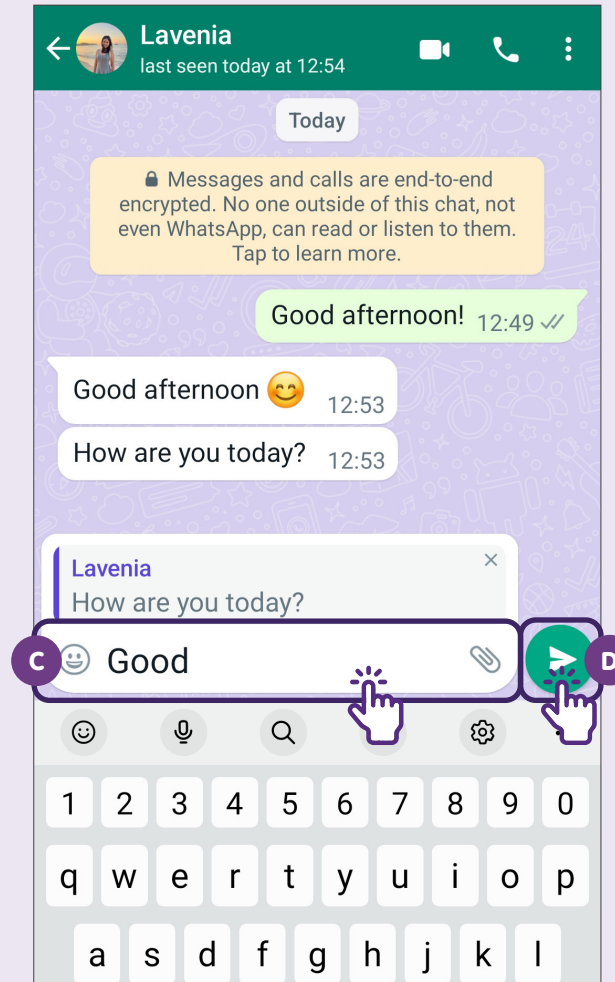 Lavenia
last seen today at 12:54
Today
Messages and calls are end-to-end
encrypted. No one outside of this chat, not
even WhatsApp, can read or listen to them.
Tap to learn more.
Good afternoon! 12:49
Good afternoon 😊 12:53
How are you today? 12:53
Lavenia
How are you today?
C Good D
1 2 3 4 5 6 7 8 9 0
q w e r t y u i o p
a s d f g h j k l